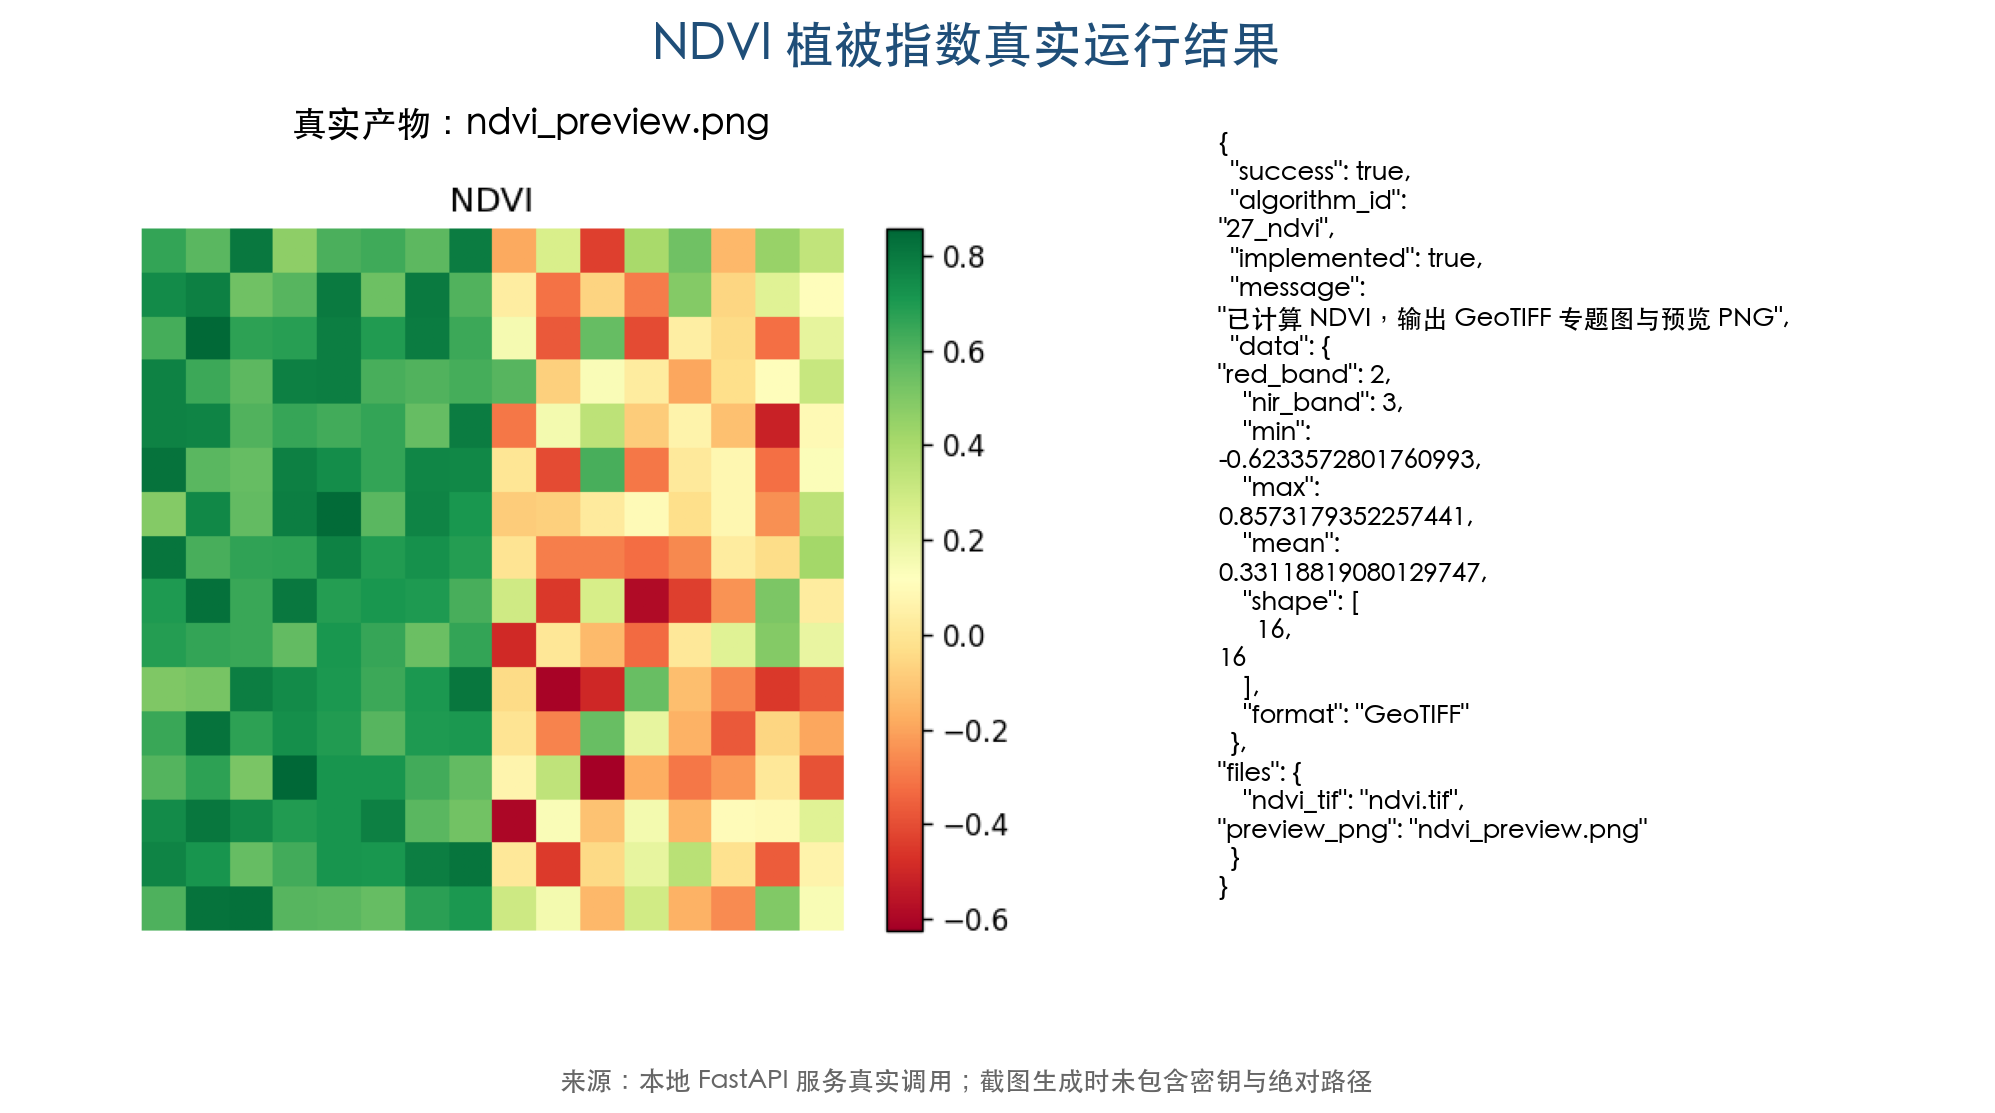 NDVI 植被指数真实运行结果
真实产物：ndvi_preview.png
NDVI
0.8
0.6
0.4
0.2
0.0
−0.2
−0.4
−0.6
{
"success": true,
"algorithm_id":
"27_ndvi",
"implemented": true,
"message":
"已计算 NDVI，输出 GeoTIFF 专题图与预览 PNG",
"data": {
"red_band": 2,
"nir_band": 3,
"min":
-0.6233572801760993,
"max":
0.8573179352257441,
"mean":
0.33118819080129747,
"shape": [
16,
16
],
"format": "GeoTIFF"
},
"files": {
"ndvi_tif": "ndvi.tif",
"preview_png": "ndvi_preview.png"
}
}
来源：本地 FastAPI 服务真实调用；截图生成时未包含密钥与绝对路径